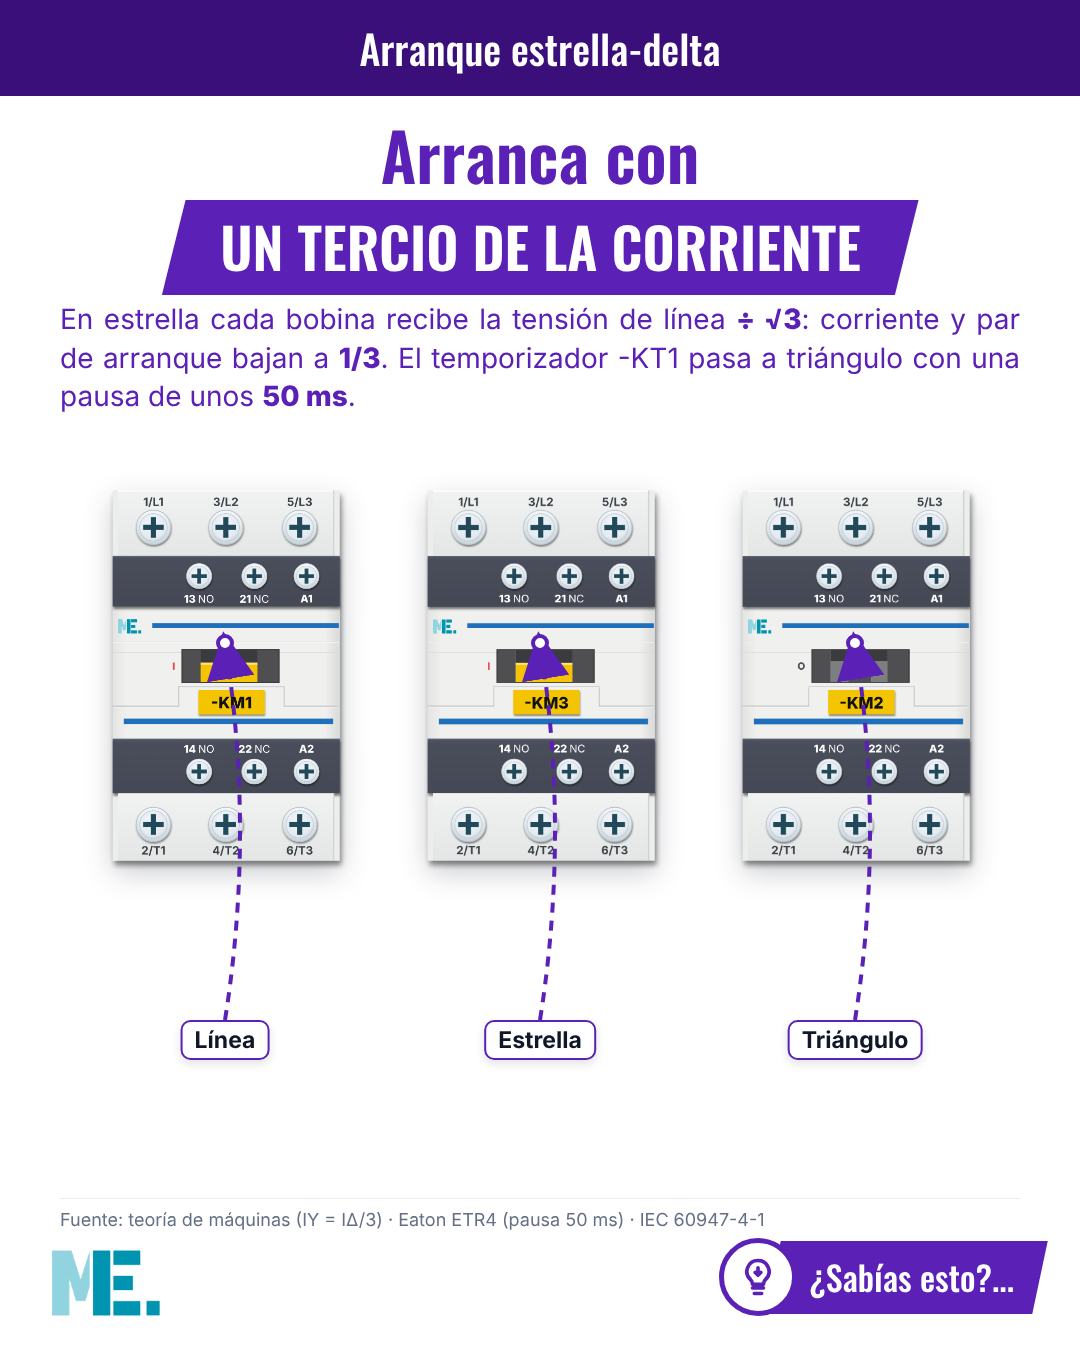 Arranque estrella-delta
Arranca con
UN TERCIO DE LA CORRIENTE
En estrella cada bobina recibe la tensión de línea ÷ √3: corriente y par
de arranque bajan a 1/3. El temporizador -KT1 pasa a triángulo con una
pausa de unos 50 ms.
1/L1 3/L2 5/L3
13 NO 21 NC A1
ME.
I
-KM1
14 NO 22 NC A2
2/T1 4/T2 6/T3
Línea
1/L1 3/L2 5/L3
13 NO 21 NC A1
ME.
I
-KM3
14 NO 22 NC A2
2/T1 4/T2 6/T3
Estrella
1/L1 3/L2 5/L3
13 NO 21 NC A1
ME.
O
-KM2
14 NO 22 NC A2
2/T1 4/T2 6/T3
Triángulo
Fuente: teoría de máquinas (IY = IΔ/3) · Eaton ETR4 (pausa 50 ms) · IEC 60947-4-1
ME.
¿Sabías esto?...